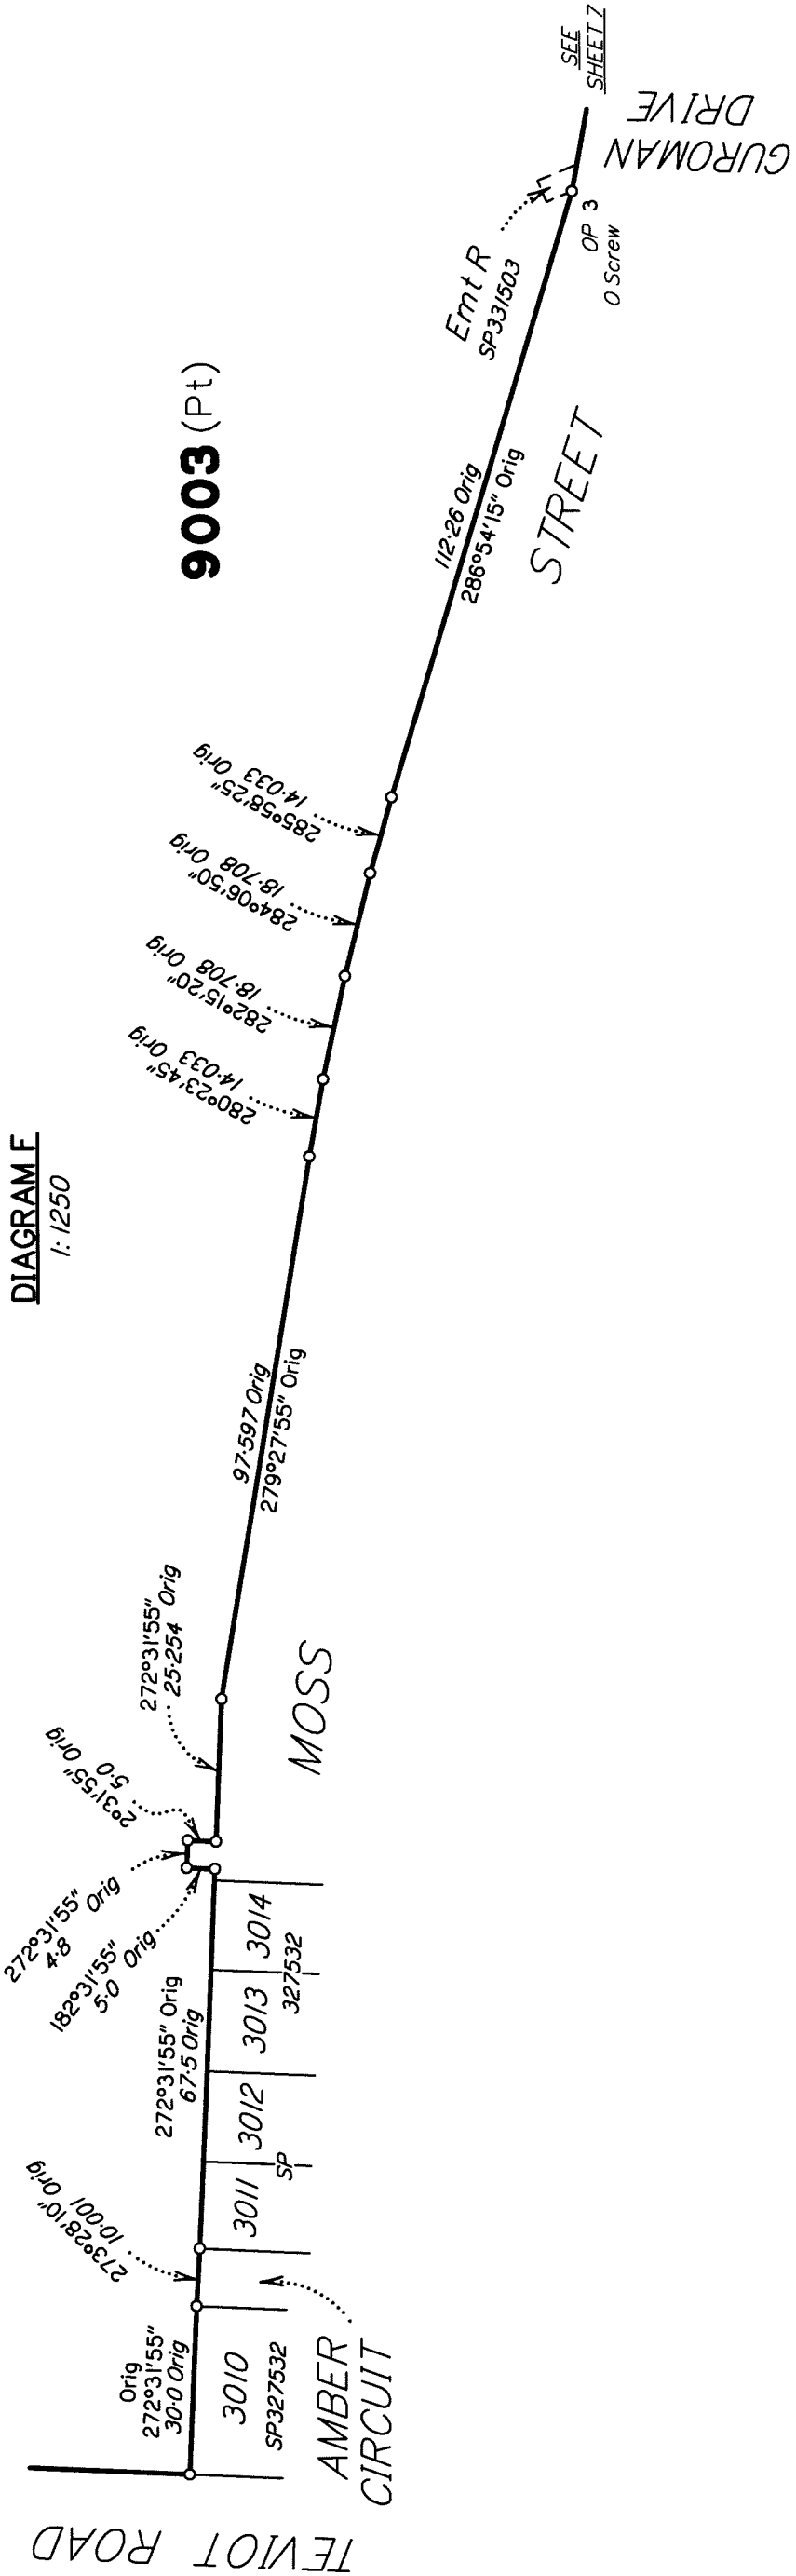 DIAGRAM F
1:1250
9003 (Pt)
TEVIOT ROAD
Orig
272°31'55"
30·0 Orig
3010
SP327532
AMBER
CIRCUIT
273°28'10" Orig
10·001
3011
3012
SP
272°31'55" Orig
67·5 Orig
3013
3014
327532
182°31'55"
5·0 Orig
272°31'55"
4·8 Orig
2°31'55" Orig
5·0
272°31'55"
25·254 Orig
MOSS
97·597 Orig
279°27'55" Orig
280°23'45" Orig
14·033
282°15'20" Orig
18·708
284°06'50" Orig
18·708
285°58'25" Orig
14·033
112·26 Orig
286°54'15" Orig
STREET
Emt R
SP331503
OP 3
O Screw
GUROMAN
DRIVE
SEE
SHEET 7